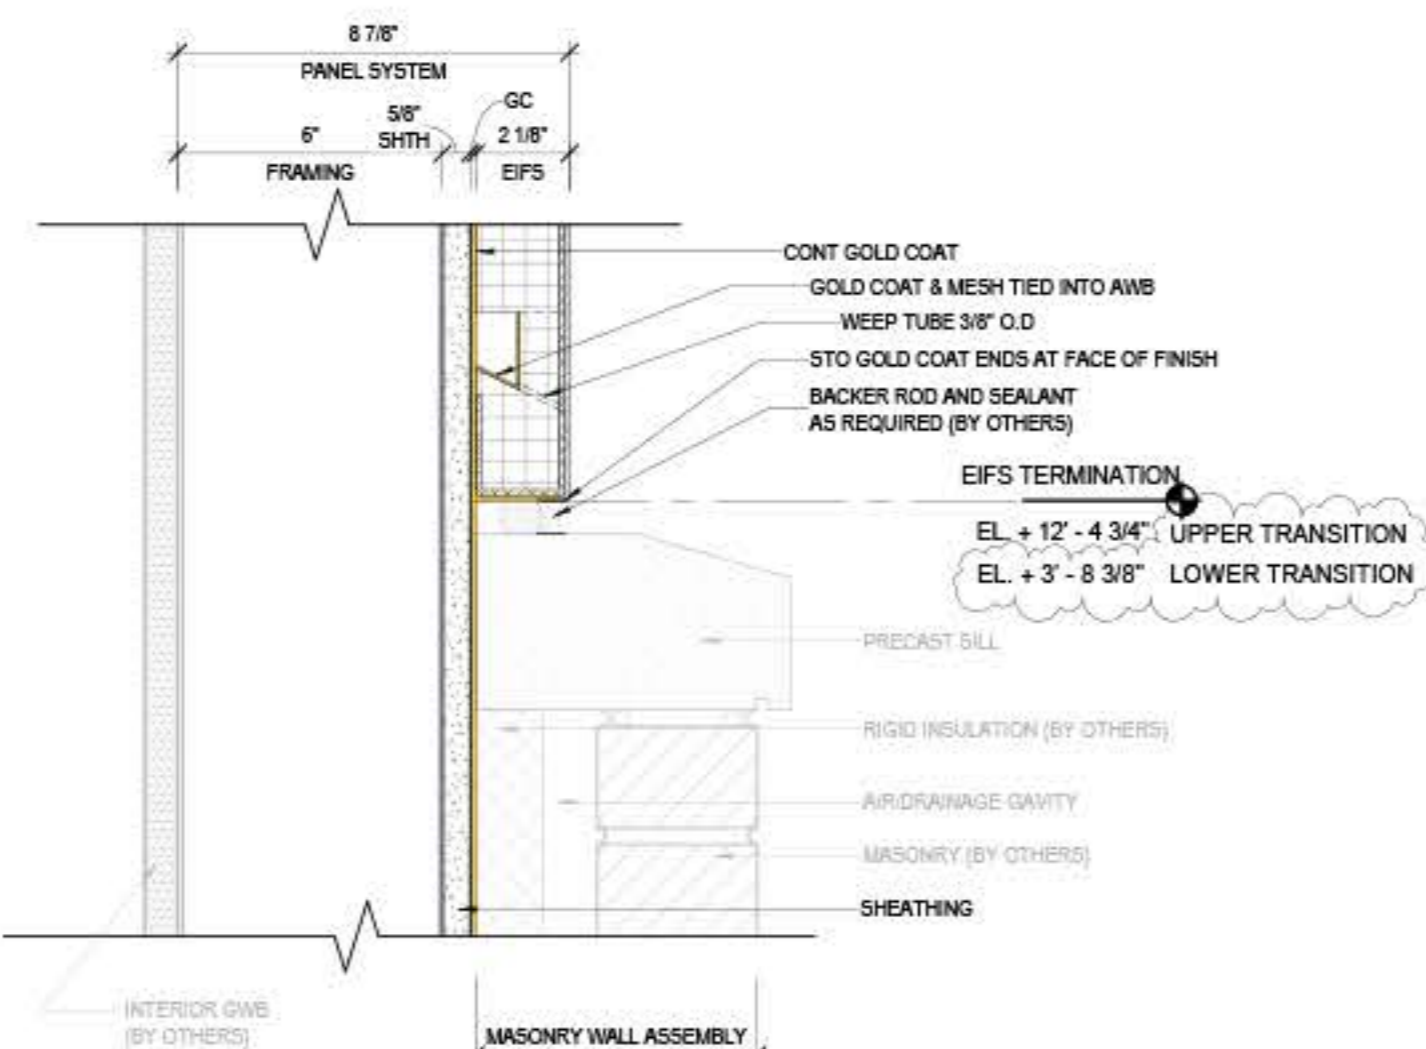 8 7/8"
PANEL SYSTEM
GC
5/8"
SHTH
6"
2 1/8"
FRAMING
EIFS
CONT GOLD COAT
GOLD COAT & MESH TIED INTO AWB
WEEP TUBE 3/8" O.D
STO GOLD COAT ENDS AT FACE OF FINISH
BACKER ROD AND SEALANT
AS REQUIRED (BY OTHERS)
EIFS TERMINATION
EL. + 12' - 4 3/4" UPPER TRANSITION
EL. + 3' - 8 3/8" LOWER TRANSITION
PRECAST SILL
RIGID INSULATION (BY OTHERS)
AIR/DRAINAGE CAVITY
MASONRY (BY OTHERS)
SHEATHING
INTERIOR GWB
(BY OTHERS)
MASONRY WALL ASSEMBLY